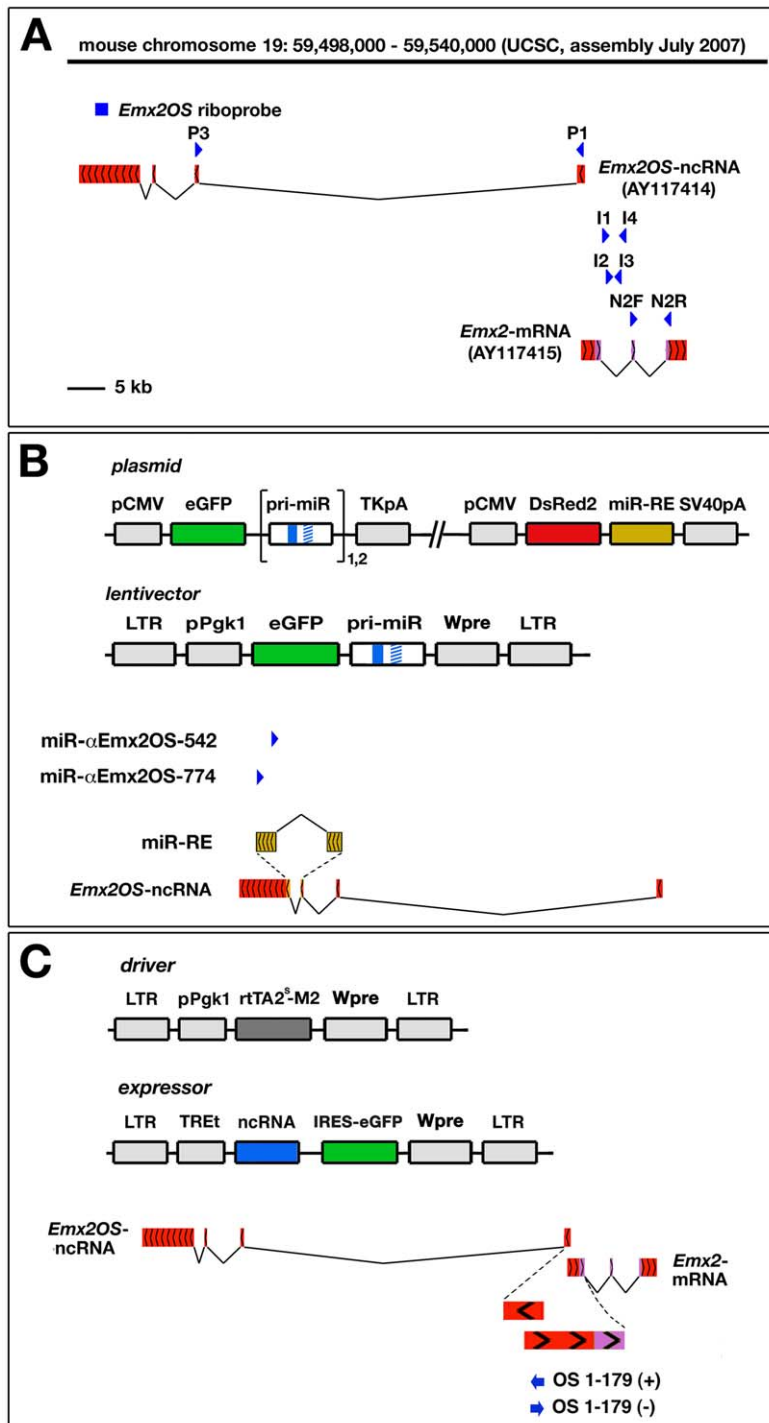 A
mouse chromosome 19: 59,498,000 - 59,540,000 (UCSC, assembly July 2007)
Emx2OS riboprobe
P3
P1
Emx2OS-ncRNA
(AY117414)
I1 I4
I2 I3
N2F N2R
Emx2-mRNA
(AY117415)
5 kb
B
plasmid
pCMV eGFP pri-miR TKpA pCMV DsRed2 miR-RE SV40pA
1,2
lentivector
LTR pPgk1 eGFP pri-miR Wpre LTR
miR-αEmx2OS-542
miR-αEmx2OS-774
miR-RE
Emx2OS-ncRNA
C
driver
LTR pPgk1 rtTA2s-M2 Wpre LTR
expressor
LTR TREt ncRNA IRES-eGFP Wpre LTR
Emx2OS-
ncRNA
Emx2-
mRNA
OS 1-179 (+)
OS 1-179 (-)